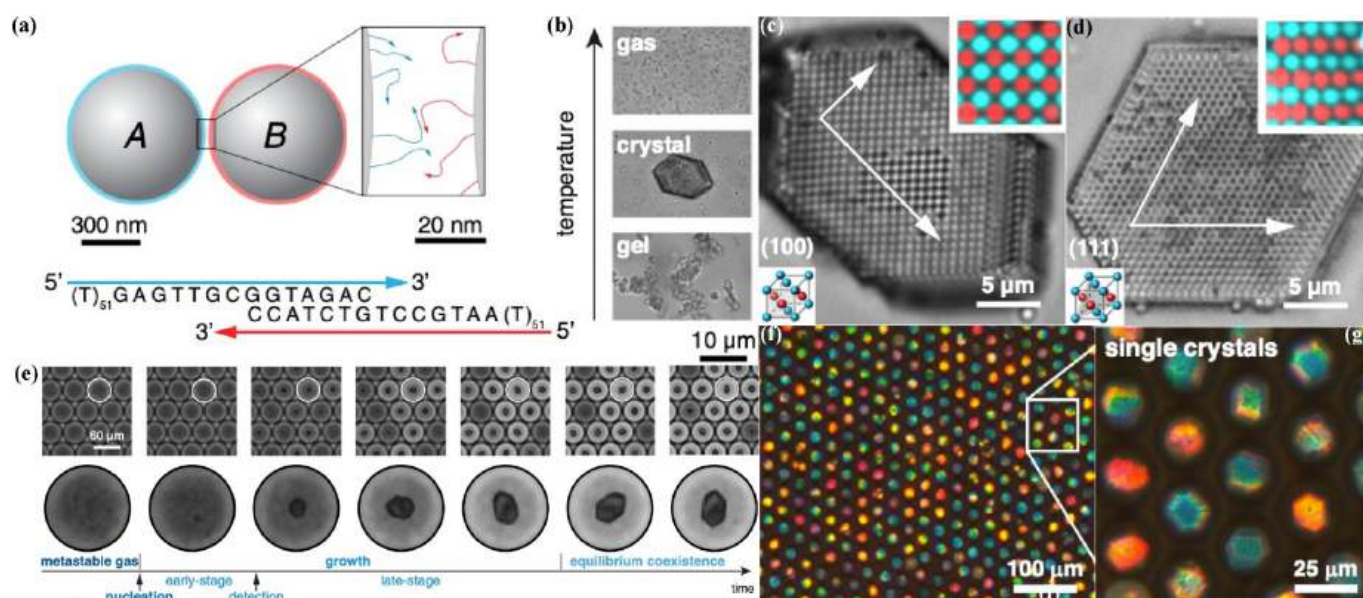 (a)
A
B
300 nm
20 nm
5’
3’
(T)51GAGTTGCGGTAGAC
CCATCTGTCCGTAA(T)51
3’
5’
(b)
temperature
gas
crystal
gel
10 μm
(c)
(100)
5 μm
(d)
(111)
5 μm
(e)
60 μm
metastable gas
growth
equilibrium coexistence
early-stage
late-stage
time
nucleation
detection
(f)
100 μm
(g)
single crystals
25 μm